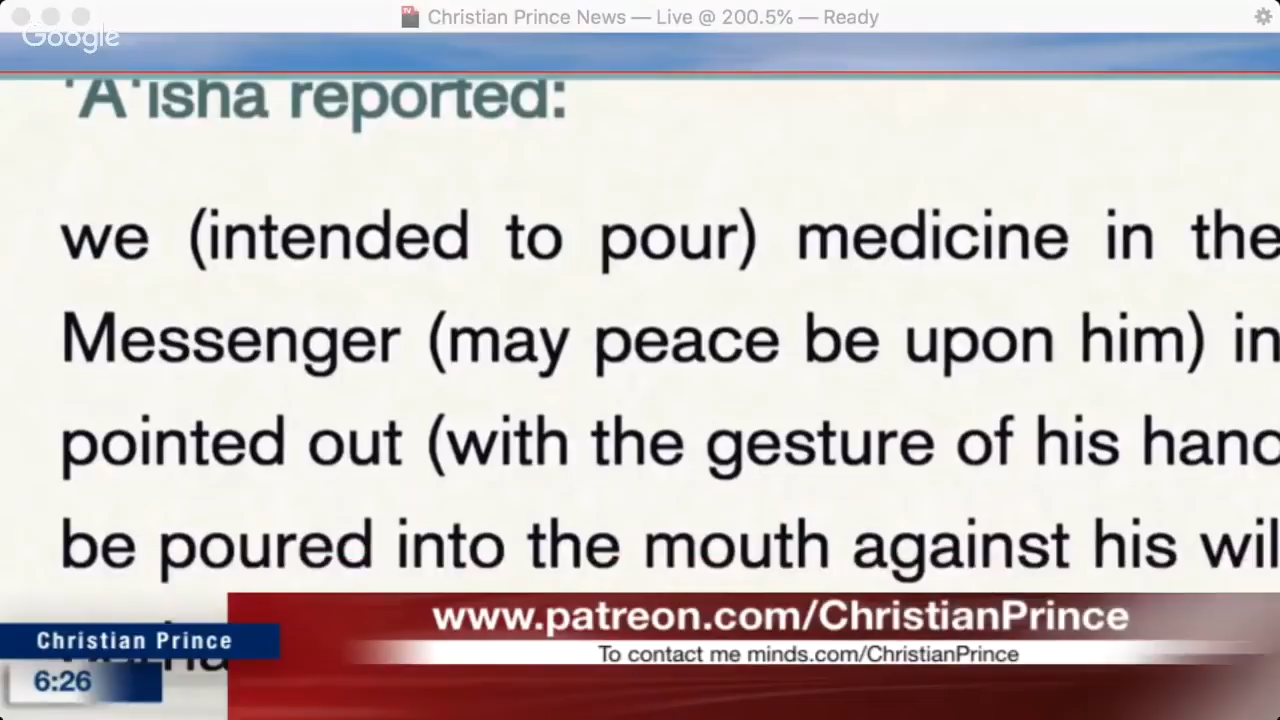 Christian Prince News — Live @ 200.5% — Ready
Google
'A'isha reported:
we (intended to pour) medicine in the
Messenger (may peace be upon him) in
pointed out (with the gesture of his hand
be poured into the mouth against his wil
www.patreon.com/ChristianPrince
Christian Prince
To contact me minds.com/ChristianPrince
6:26